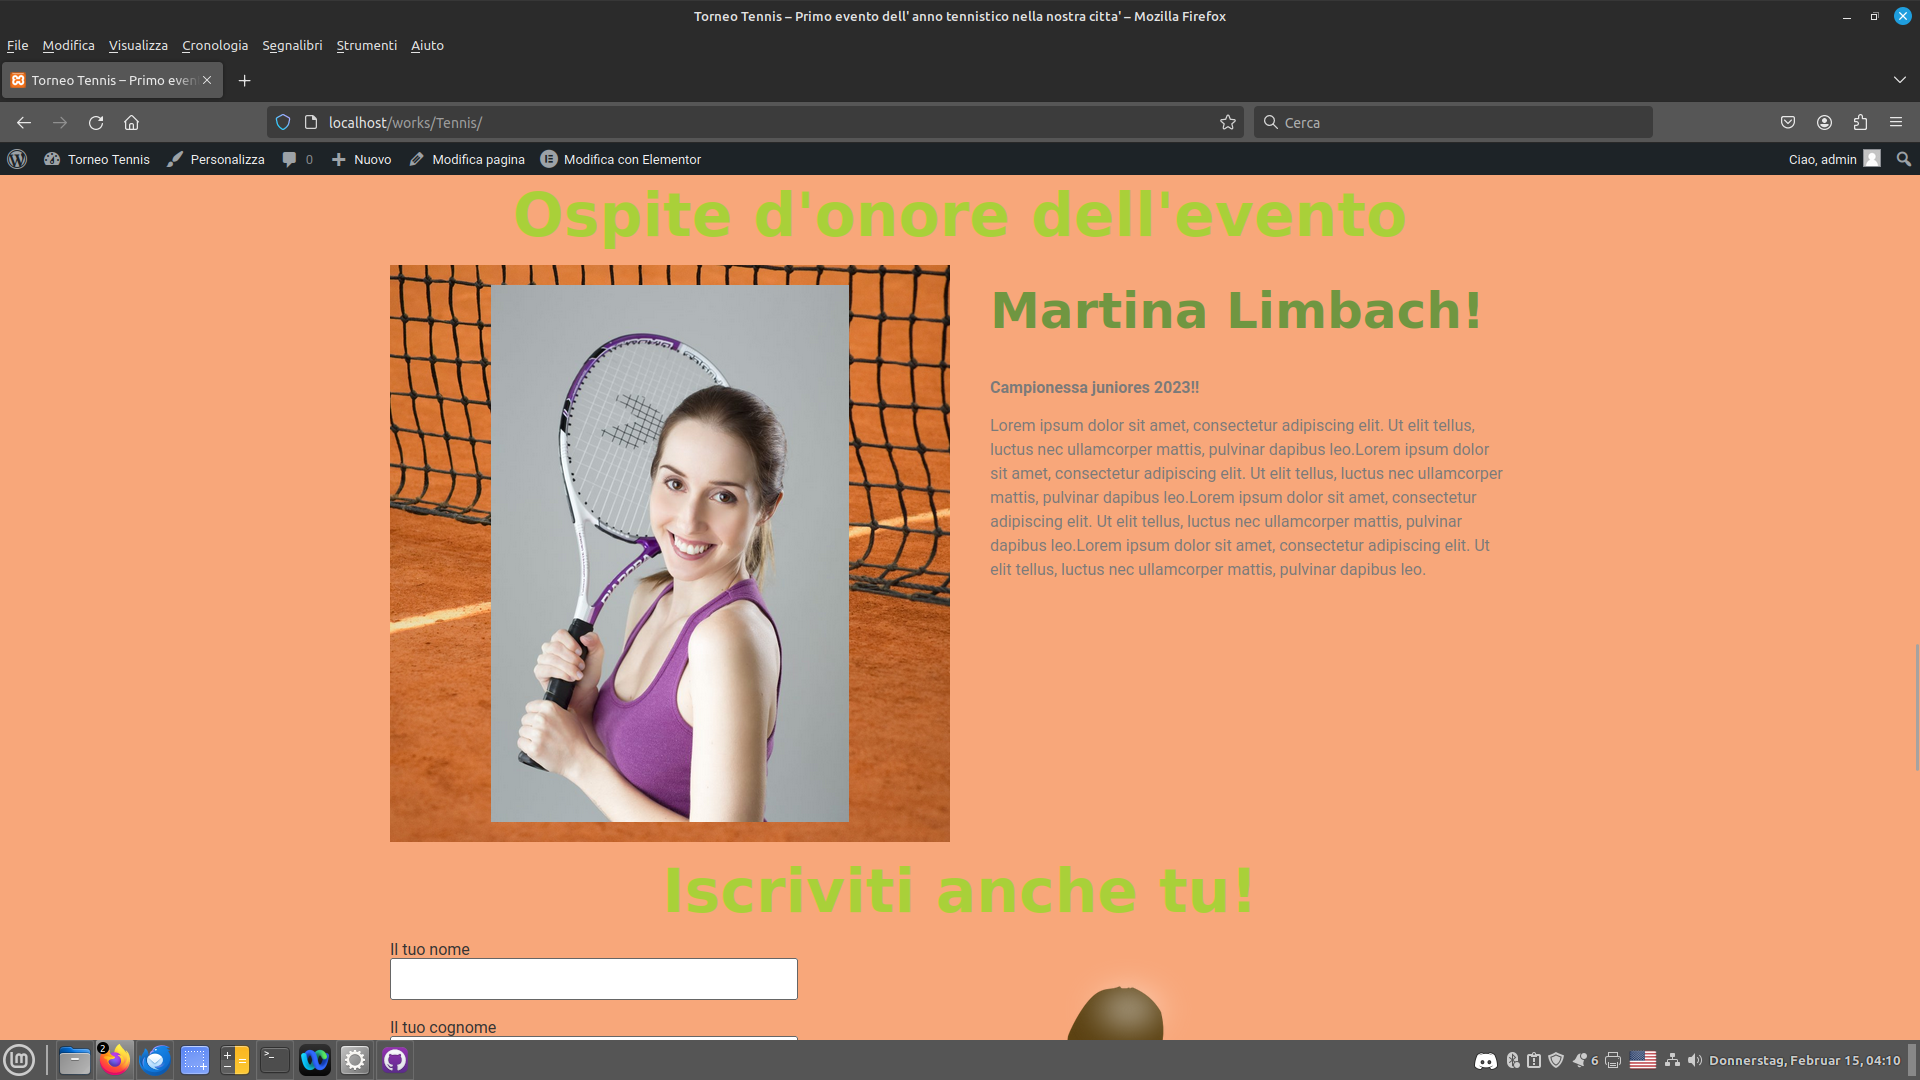 Torneo Tennis – Primo evento dell' anno tennistico nella nostra citta' – Mozilla Firefox
File Modifica Visualizza Cronologia Segnalibri Strumenti Aiuto
Torneo Tennis – Primo even
localhost/works/Tennis/
Cerca
Torneo Tennis Personalizza 0 Nuovo Modifica pagina Modifica con Elementor Ciao, admin
Ospite d'onore dell'evento
Martina Limbach!
Campionessa juniores 2023!!
Lorem ipsum dolor sit amet, consectetur adipiscing elit. Ut elit tellus,
luctus nec ullamcorper mattis, pulvinar dapibus leo.Lorem ipsum dolor
sit amet, consectetur adipiscing elit. Ut elit tellus, luctus nec ullamcorper
mattis, pulvinar dapibus leo.Lorem ipsum dolor sit amet, consectetur
adipiscing elit. Ut elit tellus, luctus nec ullamcorper mattis, pulvinar
dapibus leo.Lorem ipsum dolor sit amet, consectetur adipiscing elit. Ut
elit tellus, luctus nec ullamcorper mattis, pulvinar dapibus leo.
Iscriviti anche tu!
Il tuo nome
Il tuo cognome
2
6
Donnerstag, Februar 15, 04:10